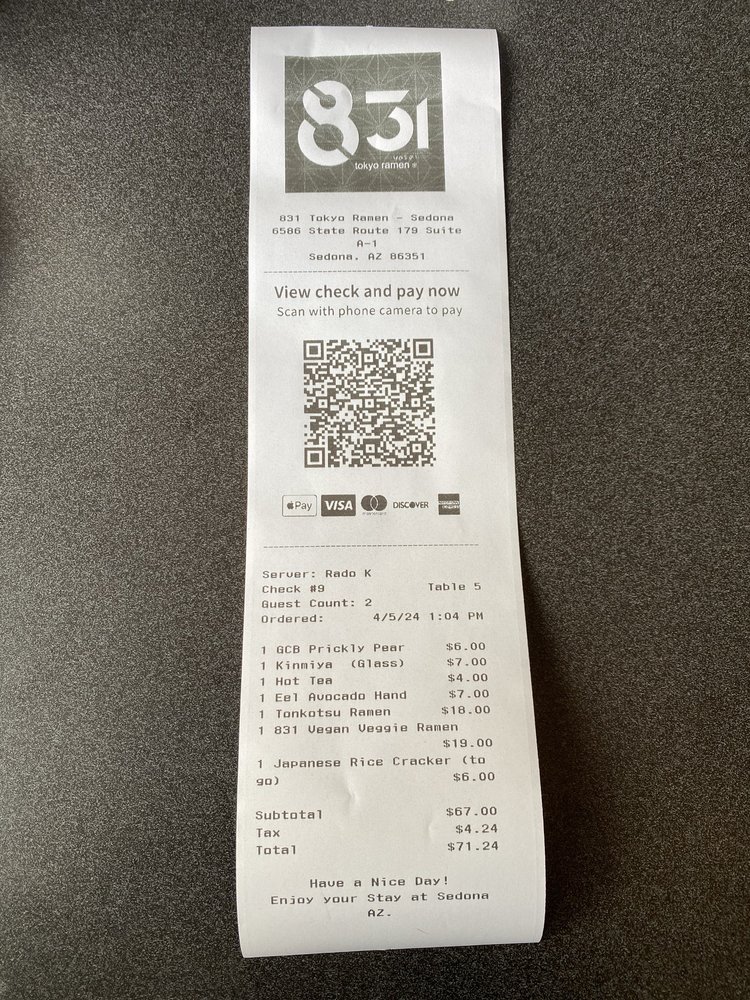 831
tokyo ramen
831 Tokyo Ramen - Sedona
6586 State Route 179 Suite
A-1
Sedona, AZ 86351
View check and pay now
Scan with phone camera to pay
Pay VISA mastercard DISCOVER AMERICAN EXPRESS
Server: Rado K
Check #9 Table 5
Guest Count: 2
Ordered: 4/5/24 1:04 PM
1 GCB Prickly Pear $6.00
1 Kinmiya (Glass) $7.00
1 Hot Tea $4.00
1 Eel Avocado Hand $7.00
1 Tonkotsu Ramen $18.00
1 831 Vegan Veggie Ramen
$19.00
1 Japanese Rice Cracker (to
go) $6.00
Subtotal $67.00
Tax $4.24
Total $71.24
Have a Nice Day!
Enjoy your Stay at Sedona
AZ.